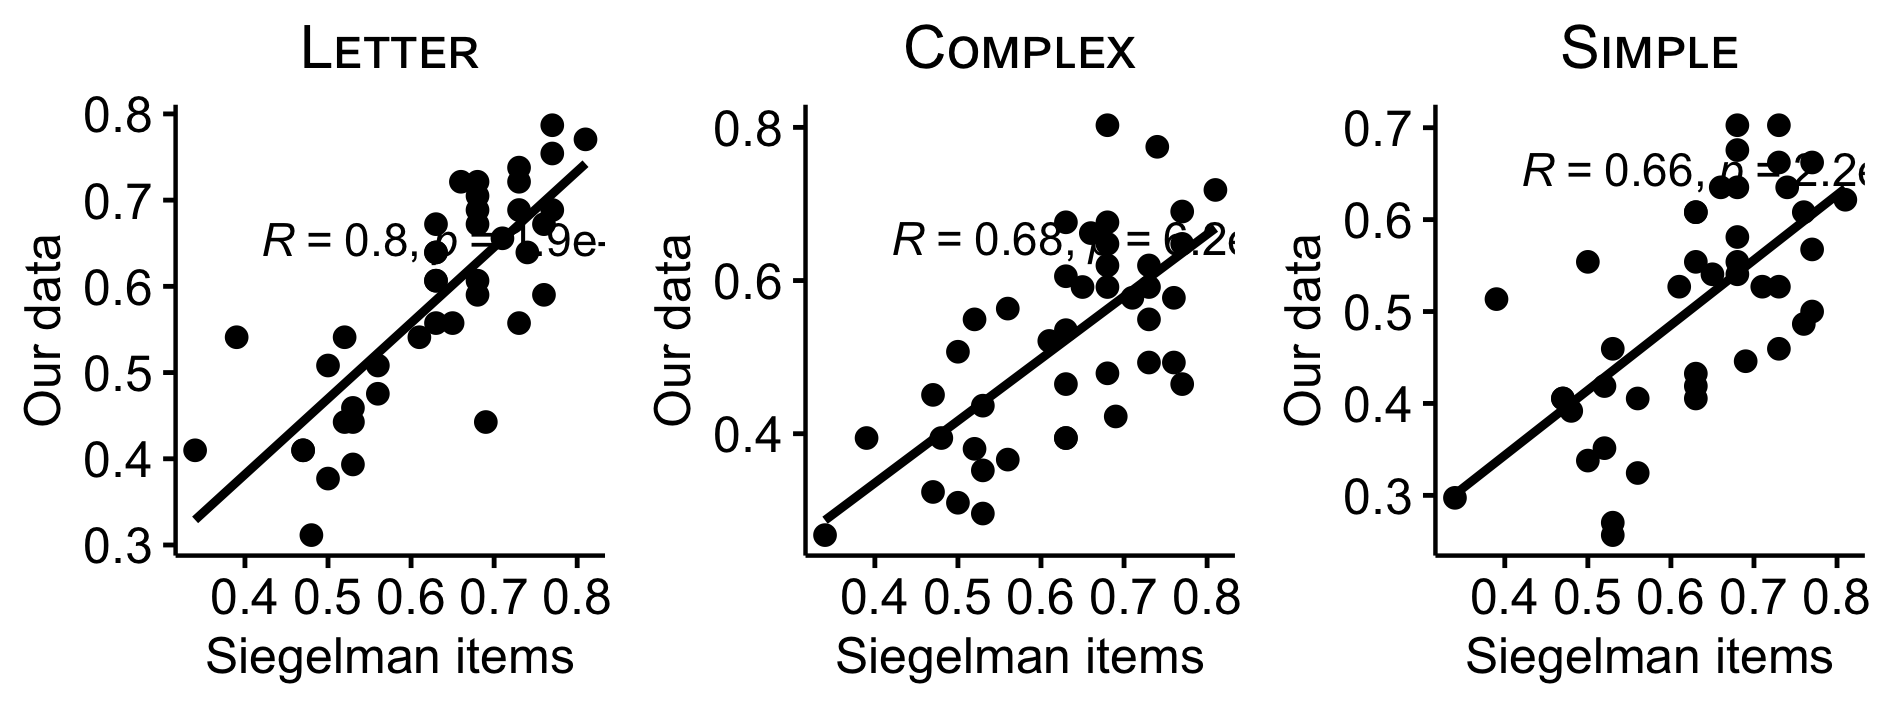 LETTER
COMPLEX
SIMPLE
0.8
0.7
0.6
0.5
0.4
0.3
Our data
R = 0.8, p =
0.4 0.5 0.6 0.7 0.8
Siegelman items
0.8
0.6
0.4
Our data
R = 0.68, p =
0.4 0.5 0.6 0.7 0.8
Siegelman items
0.7
0.6
0.5
0.4
0.3
Our data
R = 0.66, p = 2.2e
0.4 0.5 0.6 0.7 0.8
Siegelman items